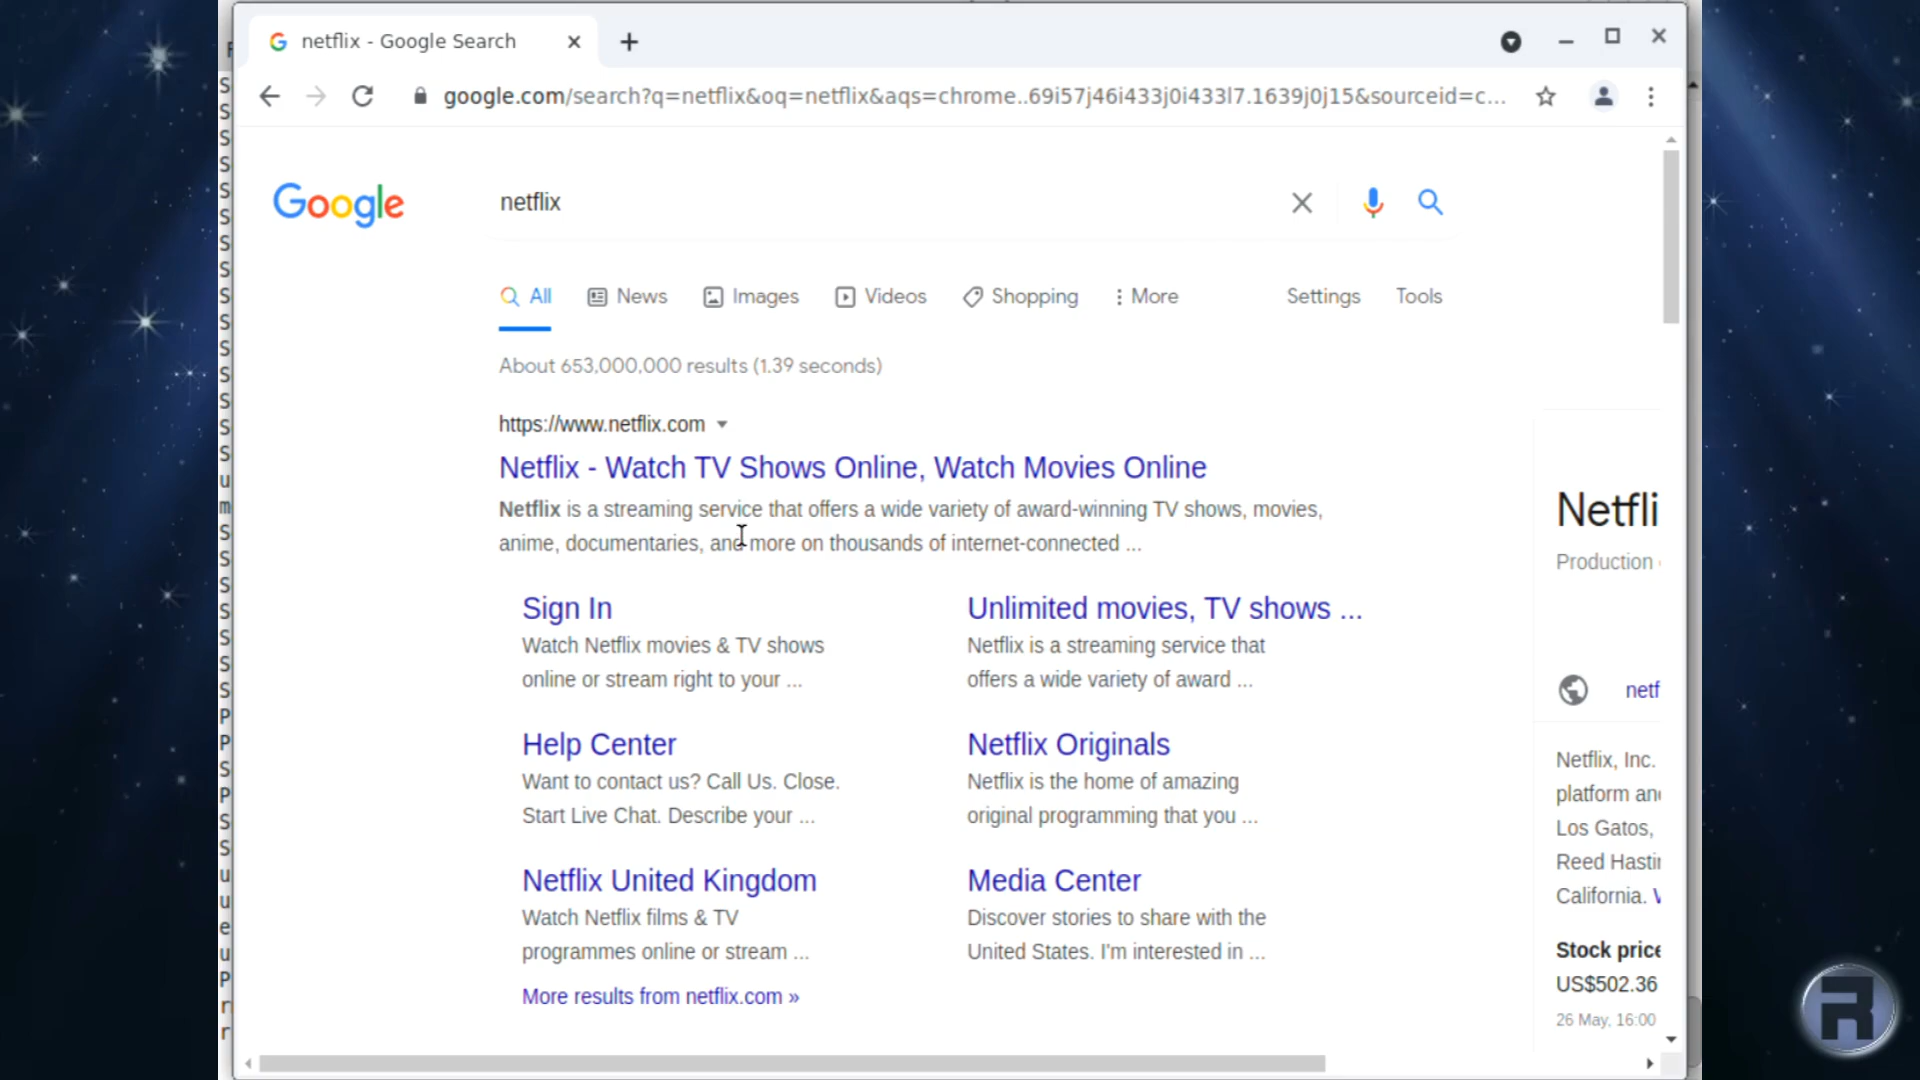 netflix - Google Search
google.com/search?q=netflix&oq=netflix&aqs=chrome..69i57j46i433j0i433l7.1639j0j15&sourceid=c...
Google
netflix
All News Images Videos Shopping More Settings Tools
About 653,000,000 results (1.39 seconds)
https://www.netflix.com
Netflix - Watch TV Shows Online, Watch Movies Online
Netflix is a streaming service that offers a wide variety of award-winning TV shows, movies,
anime, documentaries, and more on thousands of internet-connected ...
Sign In
Watch Netflix movies & TV shows
online or stream right to your ...
Unlimited movies, TV shows ...
Netflix is a streaming service that
offers a wide variety of award ...
Help Center
Want to contact us? Call Us. Close.
Start Live Chat. Describe your ...
Netflix Originals
Netflix is the home of amazing
original programming that you ...
Netflix United Kingdom
Watch Netflix films & TV
programmes online or stream ...
Media Center
Discover stories to share with the
United States. I'm interested in ...
More results from netflix.com »
Netfli
Production
netf
Netflix, Inc.
platform and
Los Gatos,
Reed Hastin
California.
Stock price
US$502.36
26 May, 16:00
R